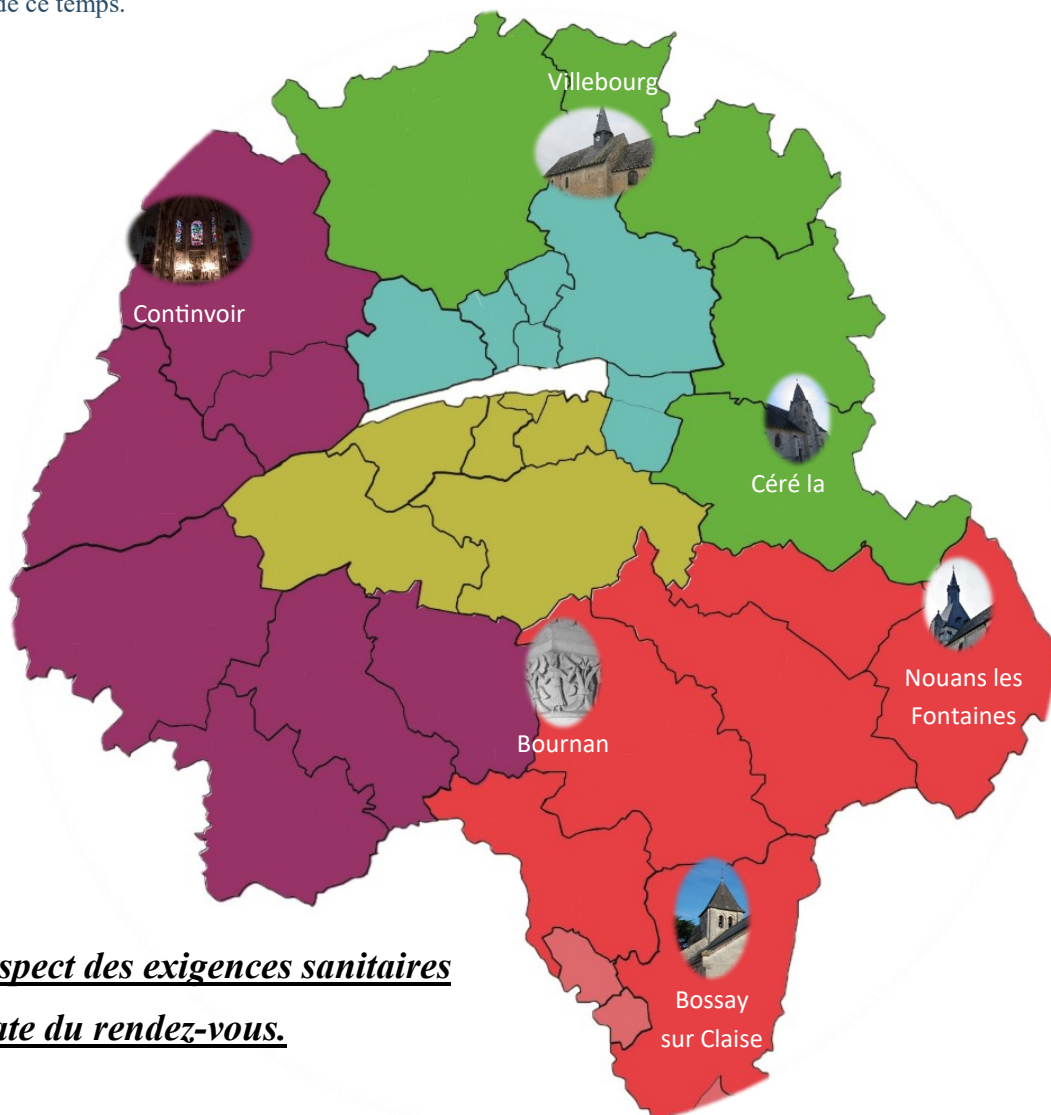 de ce temps.
Villebourg
Continvoir
Céré la
Nouans les
Fontaines
Bournan
Bossay
sur Claise
spect des exigences sanitaires
ate du rendez-vous.